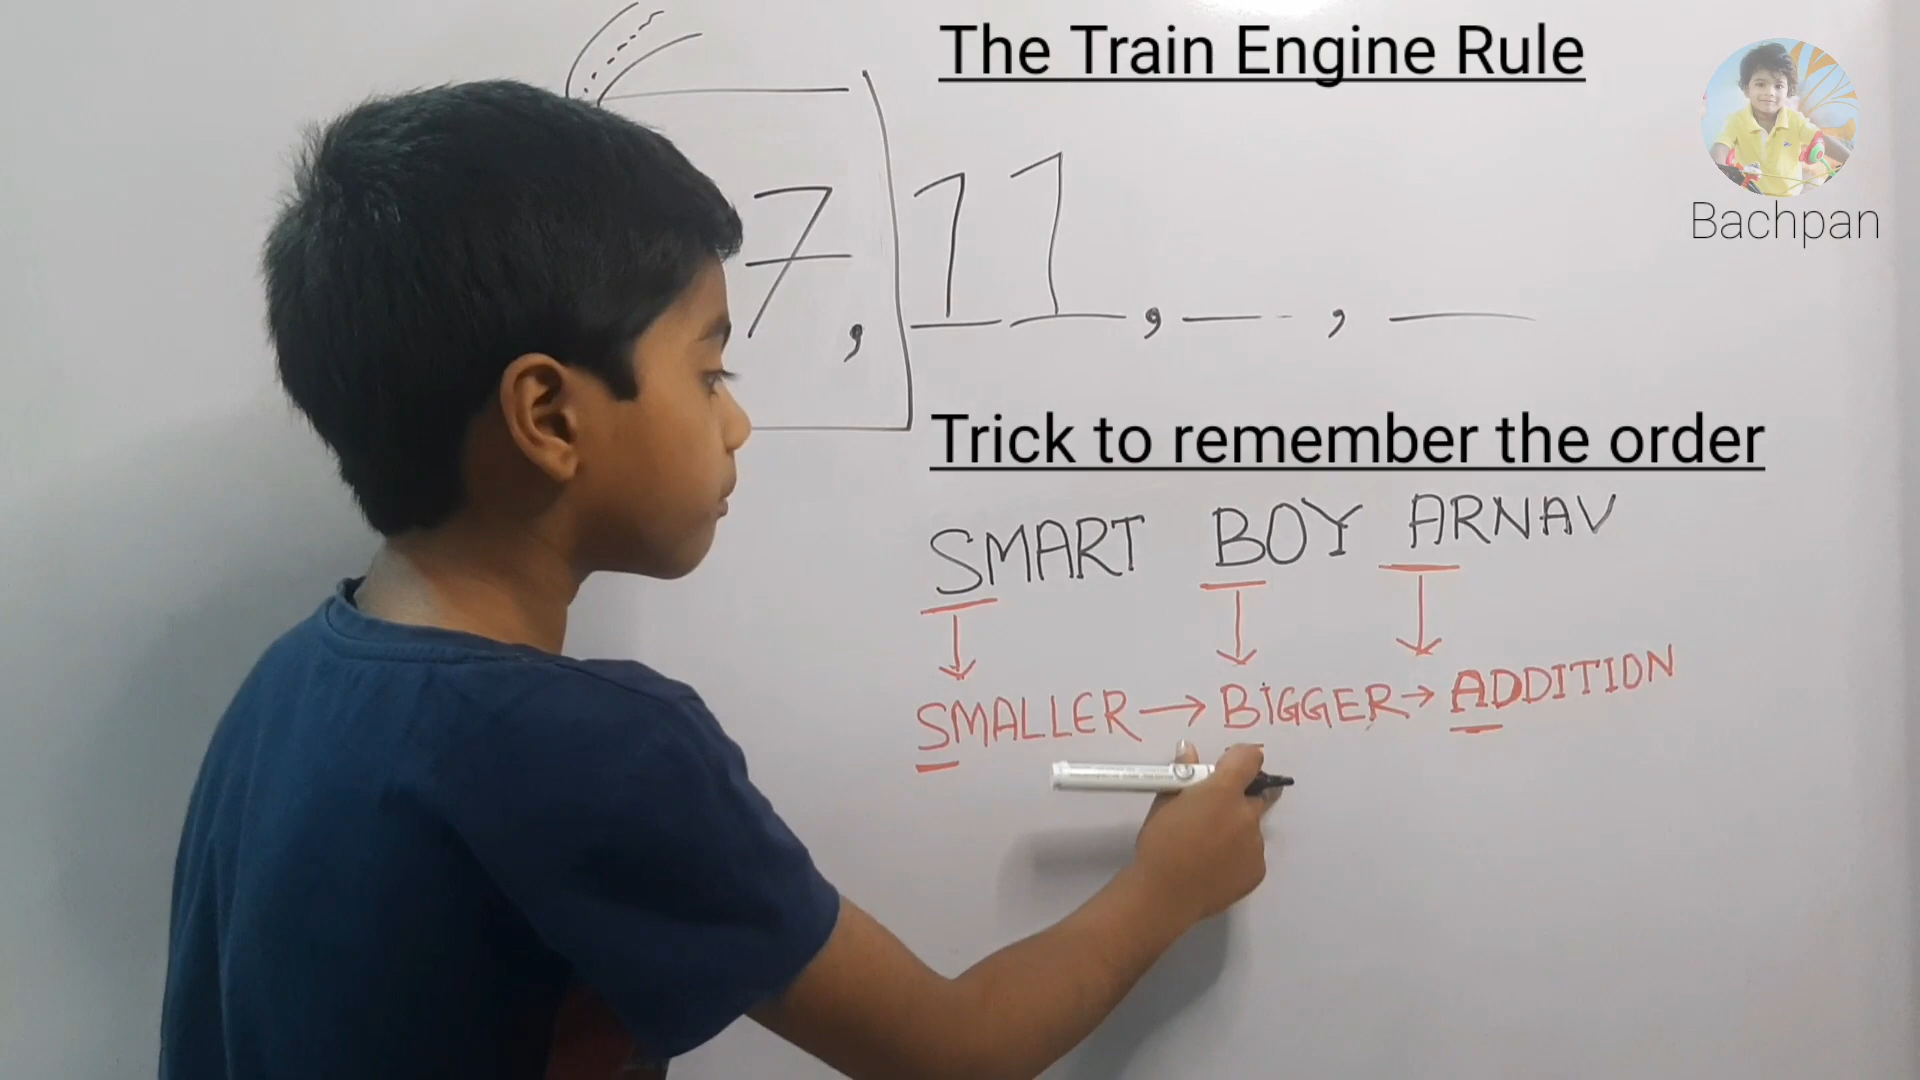 The Train Engine Rule
Bachpan
7, 11, __, __
Trick to remember the order
SMART BOY ARNAV
SMALLER → BIGGER → ADDITION